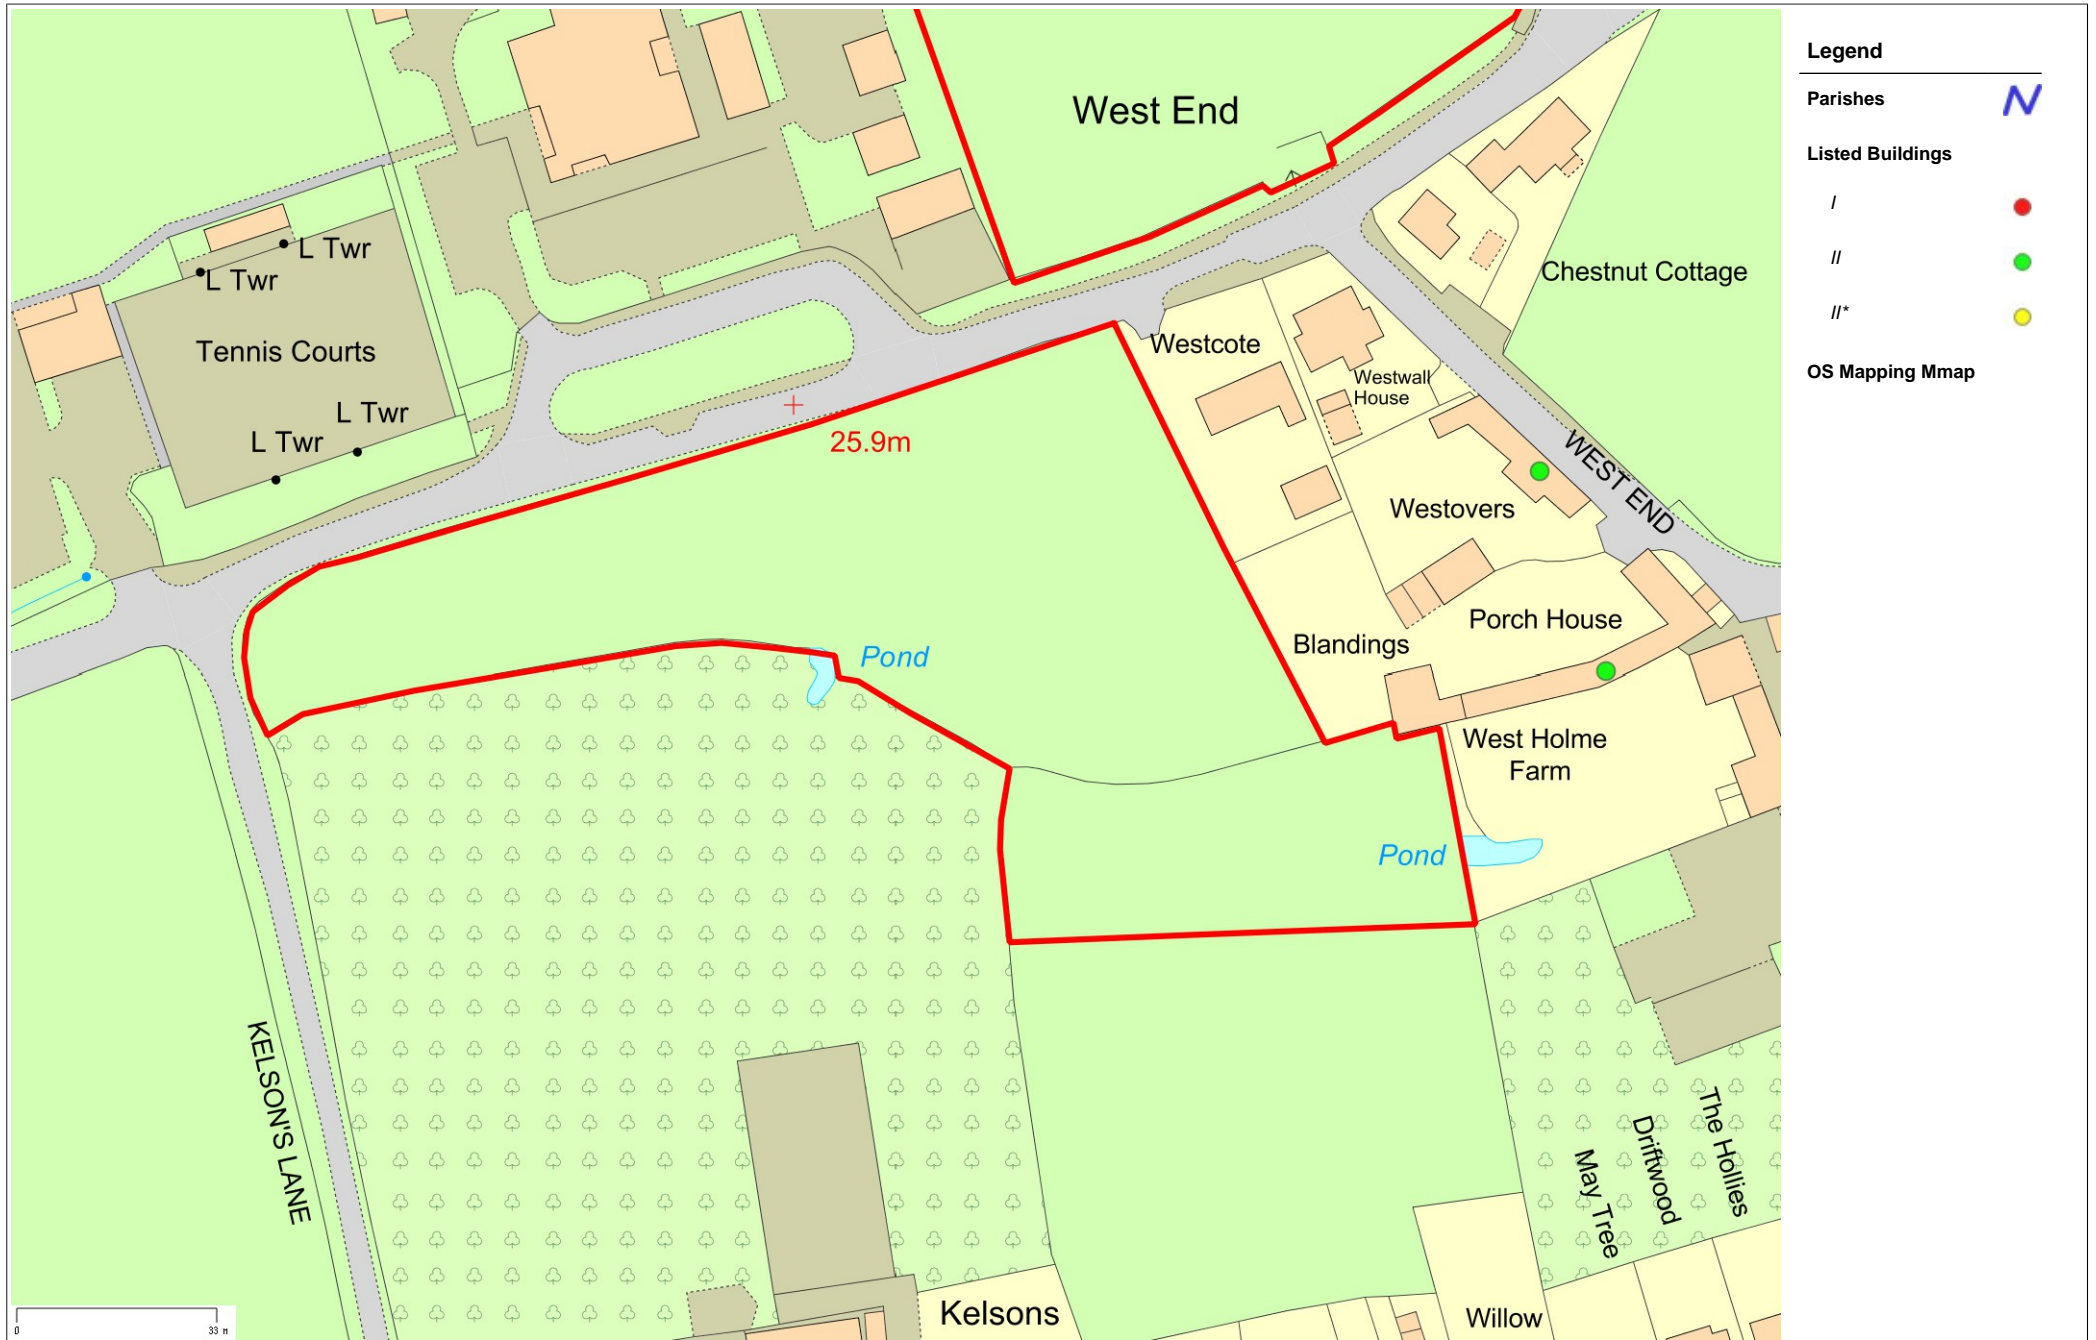 West End
Chestnut Cottage
L Twr
L Twr
Tennis Courts
L Twr
L Twr
Westcote
Westwall
House
25.9m
WEST END
Westovers
Porch House
Blandings
Pond
West Holme
Farm
Pond
KELSON'S LANE
The Hollies
Driftwood
May Tree
Kelsons
Willow
0
33 M
Legend
Parishes
Listed Buildings
I
II
II*
OS Mapping Mmap